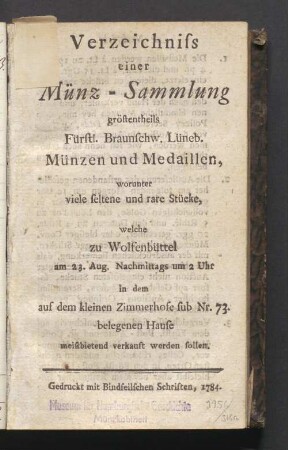 Verzeichniſs
einer
Münz - Sammlung
gröſtentheils
Fürſtl. Braunſchw. Lüneb.
Münzen und Medaillen,
worunter
viele ſeltene und rare Stücke,
welche
zu Wolfenbüttel
am 23. Aug. Nachmittags um 2 Uhr
in dem
auf dem kleinen Zimmerhofe ſub Nr. 73.
belegenen Hauſe
meiſtbietend verkauft werden ſollen.
Gedruckt mit Bindſeilſchen Schriften, 1784.
Münzkabinett